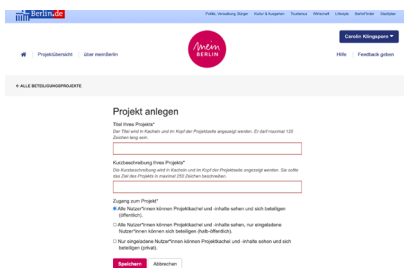 Berlin.de
Politik, Verwaltung, Bürger Kultur & Ausgehen Tourismus Wirtschaft Lifestyle BerlinFinder Stadtplan
Carolin Klingsporn
mein
BERLIN
Projektübersicht über meinBerlin
Hilfe Feedback geben
ALLE BETEILIGUNGSPROJEKTE
Projekt anlegen
Titel Ihres Projekts*
Der Titel wird in Kacheln und im Kopf der Projektseite angezeigt werden. Er darf maximal 120
Zeichen lang sein.
Kurzbeschreibung Ihres Projekts*
Die Kurzbeschreibung wird in Kacheln und im Kopf der Projektseite angezeigt werden. Sie sollte
das Ziel des Projekts in maximal 250 Zeichen beschreiben.
Zugang zum Projekt*
Alle Nutzer*innen können Projektkachel und -inhalte sehen und sich beteiligen
(öffentlich).
Alle Nutzer*innen können Projektkachel und -inhalte sehen, nur eingeladene
Nutzer*innen können sich beteiligen (halb-öffentlich).
Nur eingeladene Nutzer*innen können Projektkachel und -inhalte sehen und sich
beteiligen (privat).
Speichern Abbrechen